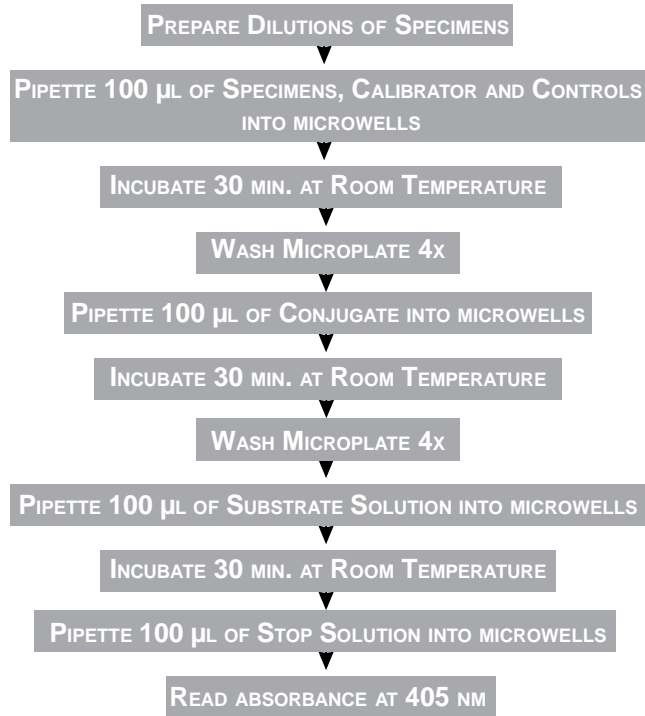 Prepare Dilutions of Specimens
Pipette 100 µl of Specimens, Calibrator and Controls
into microwells
Incubate 30 min. at Room Temperature
Wash Microplate 4x
Pipette 100 µl of Conjugate into microwells
Incubate 30 min. at Room Temperature
Wash Microplate 4x
Pipette 100 µl of Substrate Solution into microwells
Incubate 30 min. at Room Temperature
Pipette 100 µl of Stop Solution into microwells
Read absorbance at 405 nm